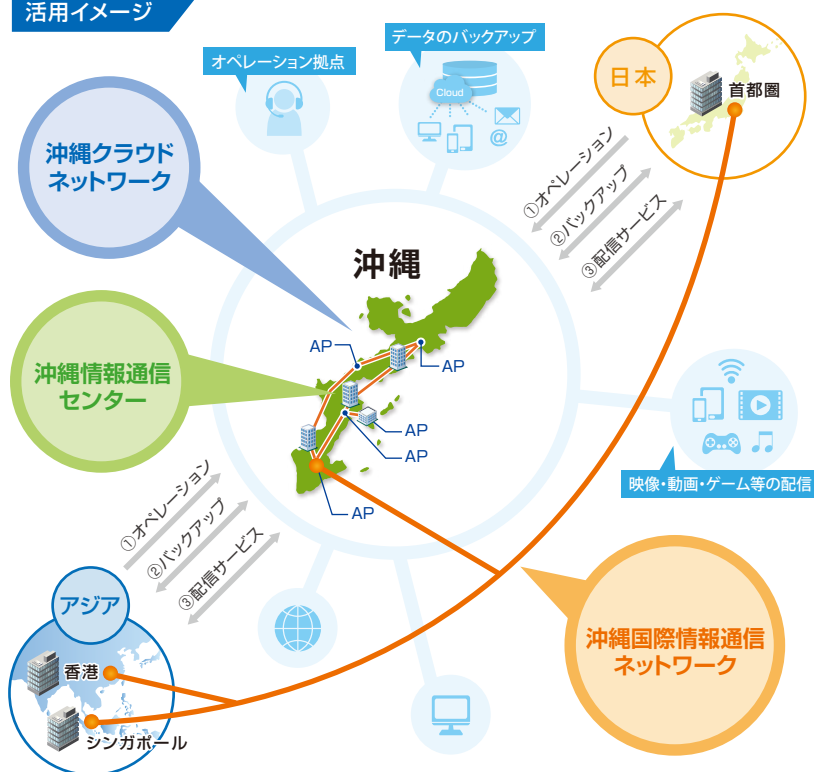 活用イメージ
オペレーション拠点
データのバックアップ
Cloud
@
日本
首都圏
沖縄クラウド
ネットワーク
①オペレーション
②バックアップ
③配信サービス
沖縄
AP
AP
沖縄情報通信
センター
AP
AP
AP
映像・動画・ゲーム等の配信
①オペレーション
②バックアップ
③配信サービス
アジア
香港
シンガポール
沖縄国際情報通信
ネットワーク